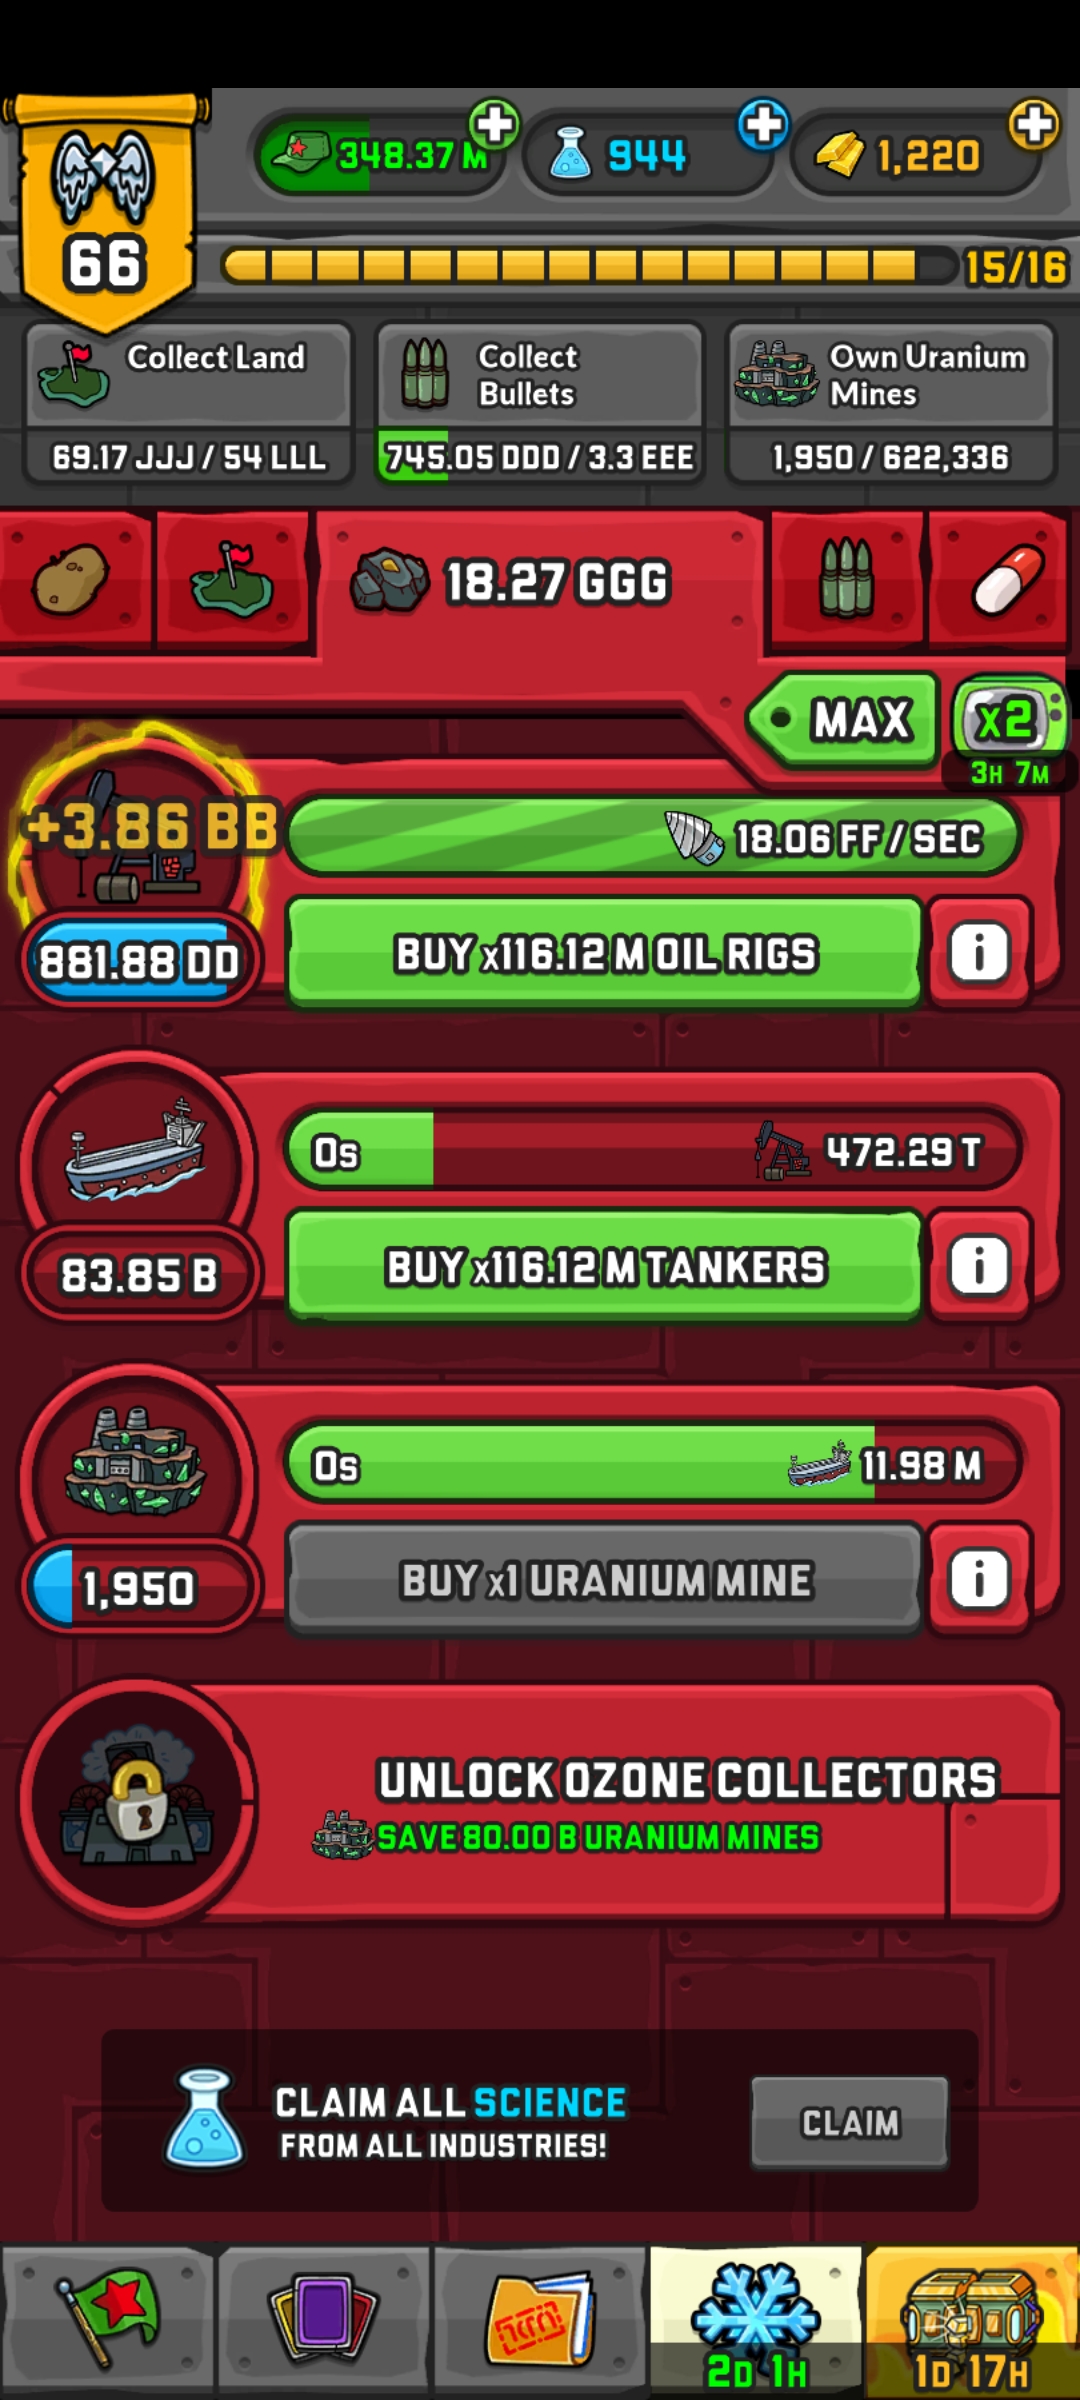 348.37 M
944
1,220
66
15/16
Collect Land
69.17 JJJ / 54 LLL
Collect
Bullets
745.05 DDD / 3.3 EEE
Own Uranium
Mines
1,950 / 622,336
18.27 GGG
MAX
x2
3H 7M
+3.86 BB
18.06 FF / SEC
881.88 DD
BUY x116.12 M OIL RIGS
i
0s
472.29 T
83.85 B
BUY x116.12 M TANKERS
i
0s
11.98 M
1,950
BUY x1 URANIUM MINE
i
UNLOCK OZONE COLLECTORS
SAVE 80.00 B URANIUM MINES
CLAIM ALL SCIENCE
FROM ALL INDUSTRIES!
CLAIM
2D 1H
1D 17H